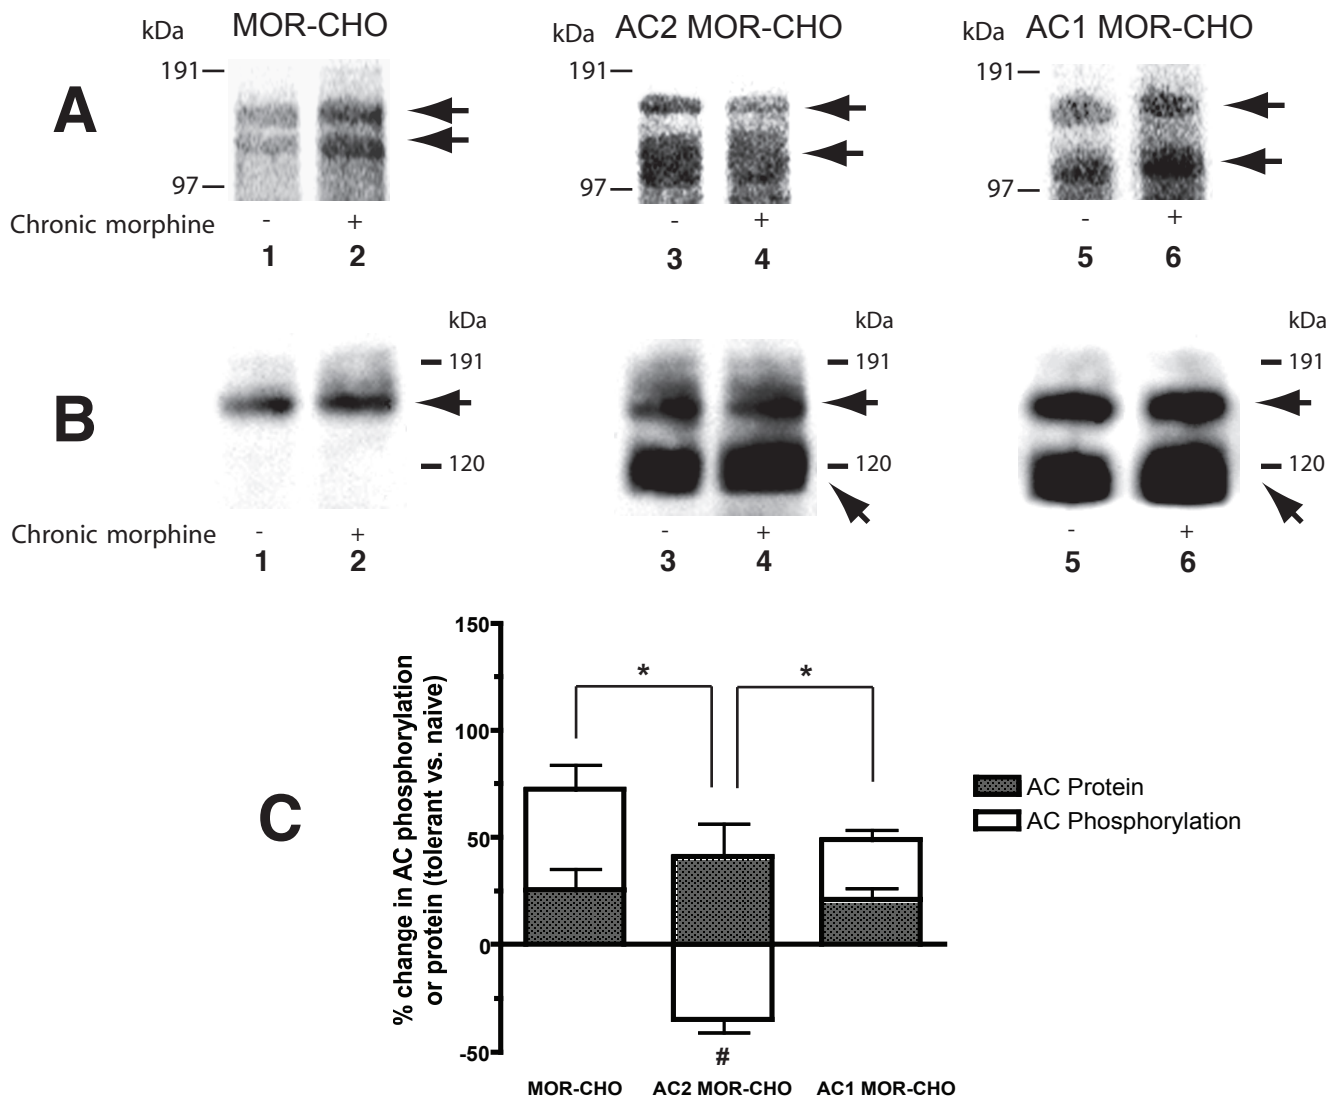 kDa MOR-CHO kDa AC2 MOR-CHO kDa AC1 MOR-CHO
A
191 191 191
97 97 97
Chronic morphine - + - + - +
1 2 3 4 5 6
B
kDa kDa kDa
191 191 191
120 120 120
Chronic morphine - + - + - +
1 2 3 4 5 6
C
% change in AC phosphorylation
or protein (tolerant vs. naive)
150
100
50
0
-50
* *
#
AC Protein
AC Phosphorylation
MOR-CHO AC2 MOR-CHO AC1 MOR-CHO